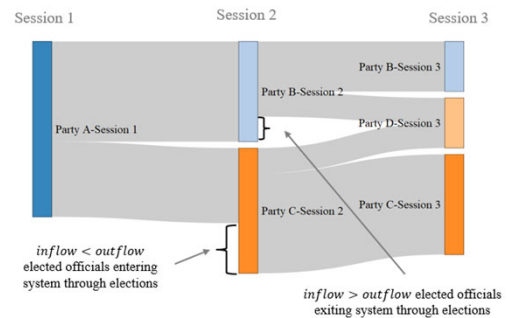 Session 1
Session 2
Session 3
Party B-Session 3
Party B-Session 2
Party A-Session 1
Party D-Session 3
Party C-Session 2
Party C-Session 3
inflow < outflow
elected officials entering
system through elections
inflow > outflow elected officials
exiting system through elections